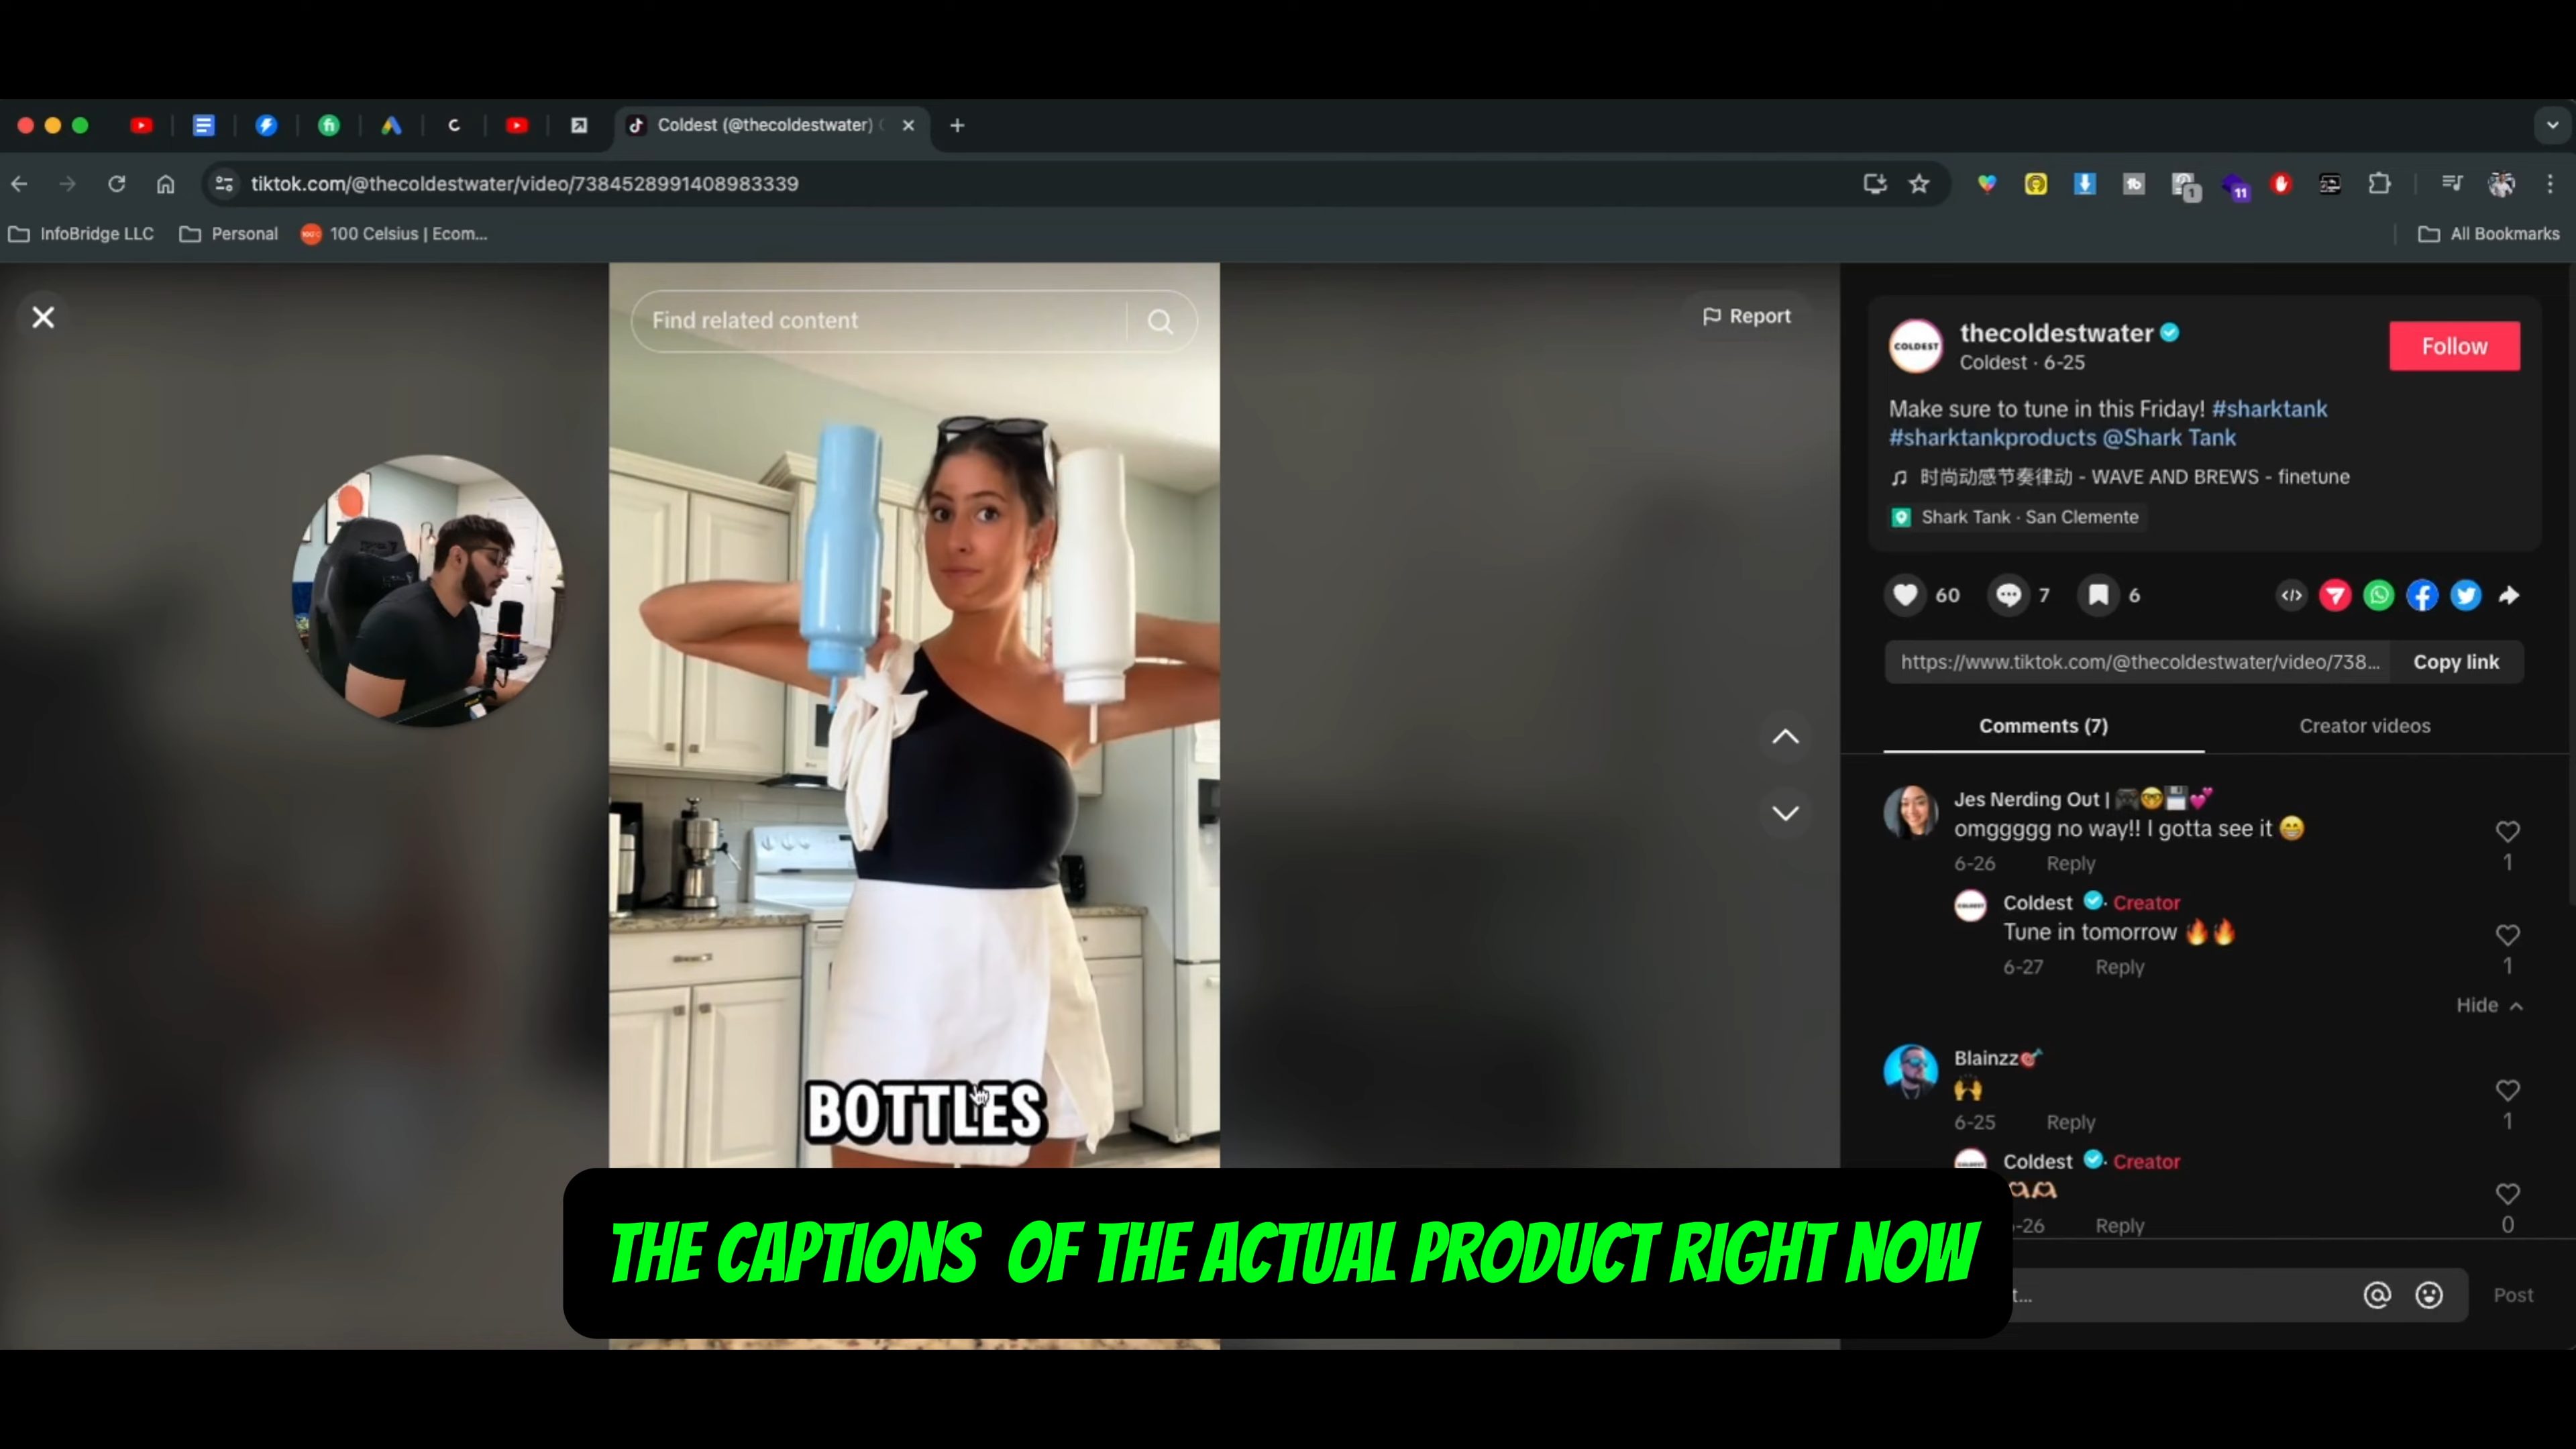 Coldest (@thecoldestwater)
tiktok.com/@thecoldestwater/video/7384528991408983339
1
11
InfoBridge LLC
Personal
100 Celsius | Ecom...
All Bookmarks
Find related content
Report
COLDEST
thecoldestwater
Coldest · 6-25
Follow
Make sure to tune in this Friday! #sharktank
#sharktankproducts @Shark Tank
时尚动感节奏律动 - WAVE AND BREWS - finetune
Shark Tank · San Clemente
60
7
6
https://www.tiktok.com/@thecoldestwater/video/738...
Copy link
Comments (7)
Creator videos
Jes Nerding Out | 🎮🤓💾💕
omggggg no way!! I gotta see it 😁
6-26 Reply
1
Coldest · Creator
Tune in tomorrow 🔥🔥
6-27 Reply
1
Hide
Blainzz🎯
🙌
6-25 Reply
1
Coldest · Creator
🫶🫶
-26 Reply
0
BOTTLES
THE CAPTIONS OF THE ACTUAL PRODUCT RIGHT NOW
t...
Post